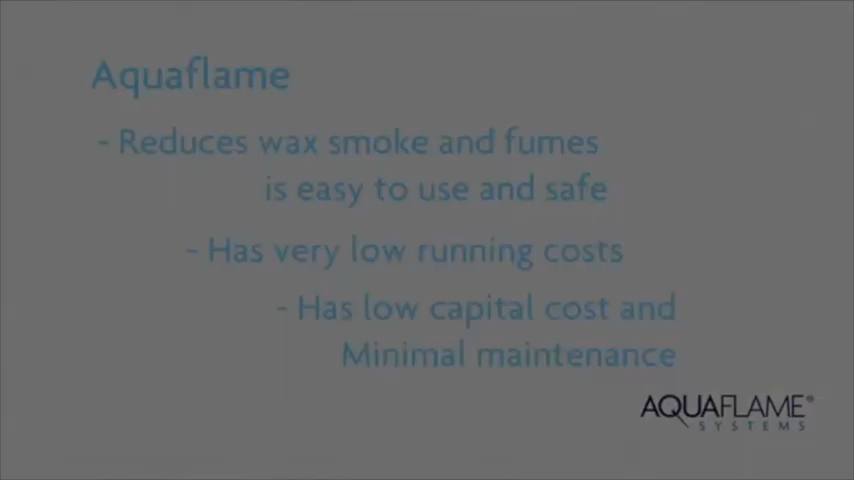 Aquaflame
- Reduces wax smoke and fumes
is easy to use and safe
- Has very low running costs
- Has low capital cost and
Minimal maintenance
AQUAFLAME®
SYSTEMS